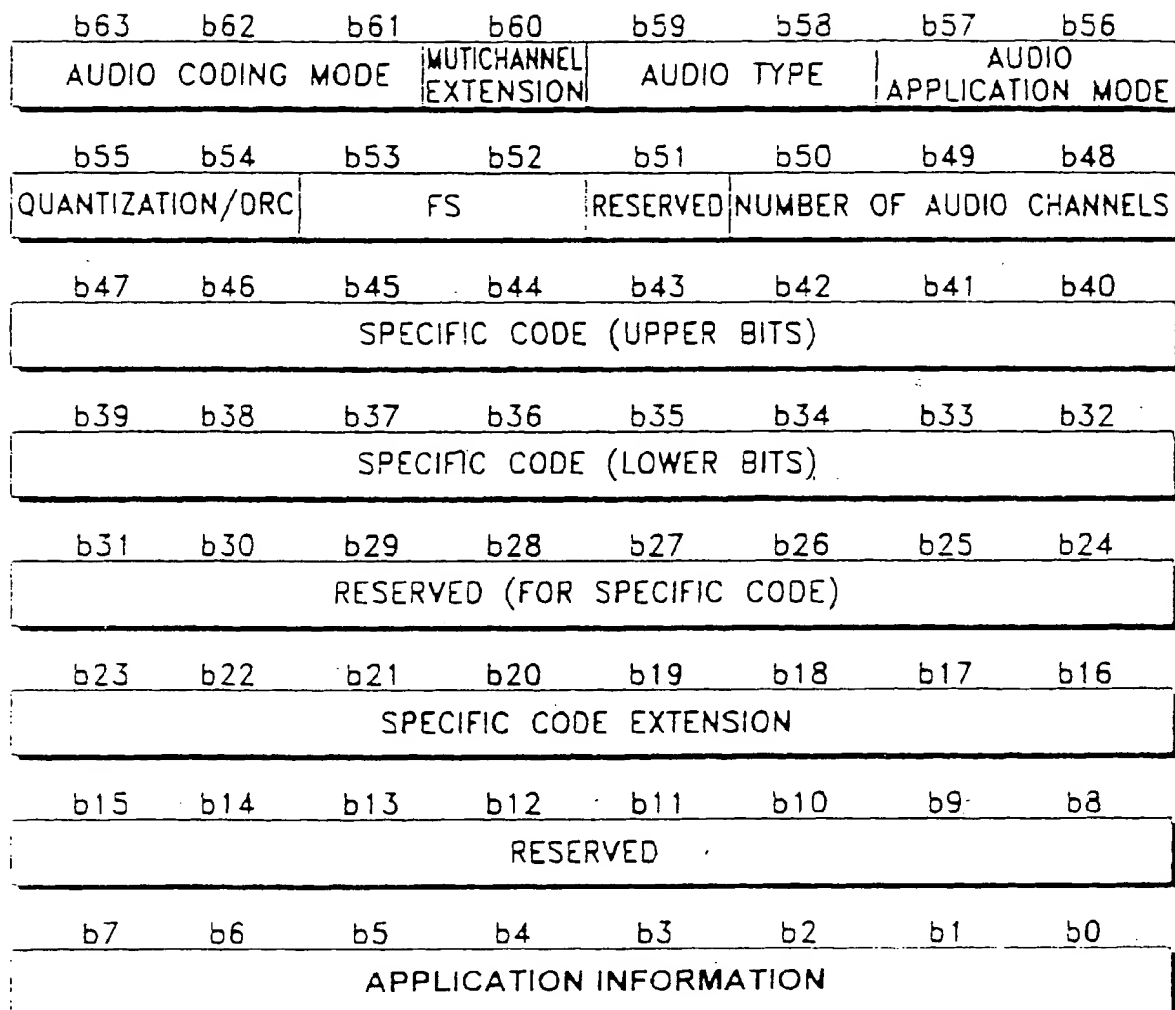 b63 b62 b61 b60 b59 b58 b57 b56
AUDIO CODING MODE
MUTICHANNEL
EXTENSION
AUDIO TYPE
AUDIO
APPLICATION MODE
b55 b54 b53 b52 b51 b50 b49 b48
QUANTIZATION/DRC FS RESERVED NUMBER OF AUDIO CHANNELS
b47 b46 b45 b44 b43 b42 b41 b40
SPECIFIC CODE (UPPER BITS)
b39 b38 b37 b36 b35 b34 b33 b32
SPECIFIC CODE (LOWER BITS)
b31 b30 b29 b28 b27 b26 b25 b24
RESERVED (FOR SPECIFIC CODE)
b23 b22 b21 b20 b19 b18 b17 b16
SPECIFIC CODE EXTENSION
b15 b14 b13 b12 b11 b10 b9 b8
RESERVED
b7 b6 b5 b4 b3 b2 b1 b0
APPLICATION INFORMATION